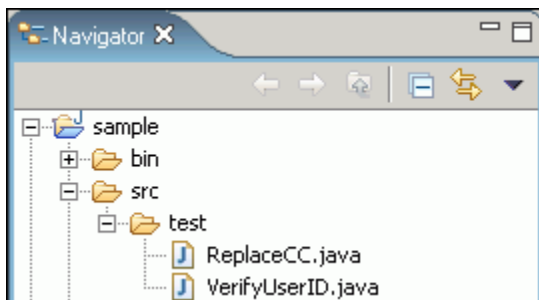 Navigator
sample
bin
src
test
ReplaceCC.java
VerifyUserID.java